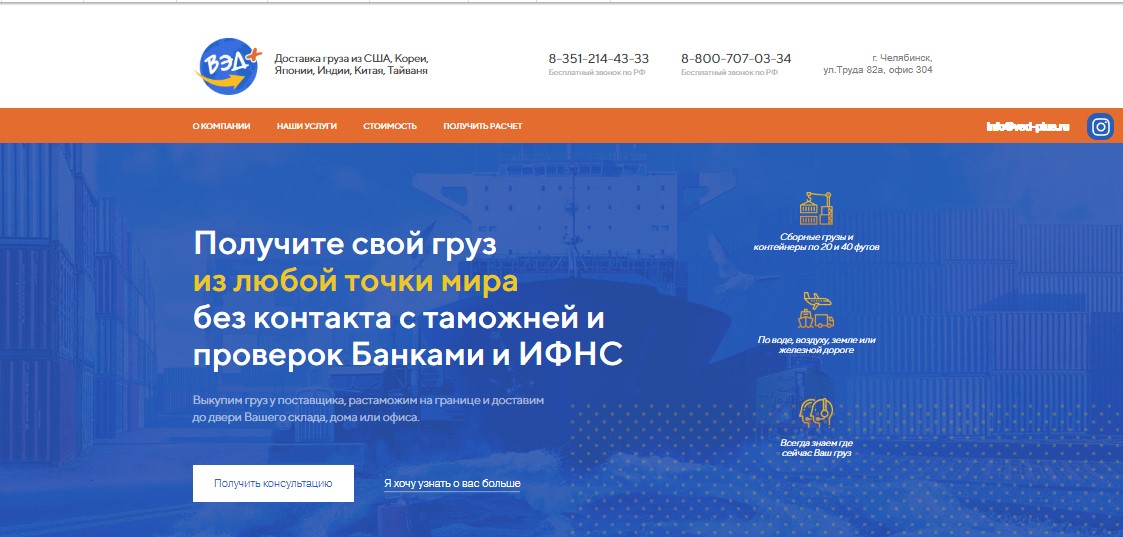 ВЭД+
Доставка груза из США, Кореи,
Японии, Индии, Китая, Тайваня
8-351-214-43-33
Бесплатный звонок по РФ
8-800-707-03-34
Бесплатный звонок по РФ
г. Челябинск,
ул.Труда 82а, офис 304
О КОМПАНИИ НАШИ УСЛУГИ СТОИМОСТЬ ПОЛУЧИТЬ РАСЧЕТ
info@ved-plus.ru
Получите свой груз
из любой точки мира
без контакта с таможней и
проверок Банками и ИФНС
Выкупим груз у поставщика, растаможим на границе и доставим
до двери Вашего склада, дома или офиса.
Получить консультацию
Я хочу узнать о вас больше
Сборные грузы и
контейнеры по 20 и 40 футов
По воде, воздуху, земле или
железной дороге
Всегда знаем где
сейчас Ваш груз